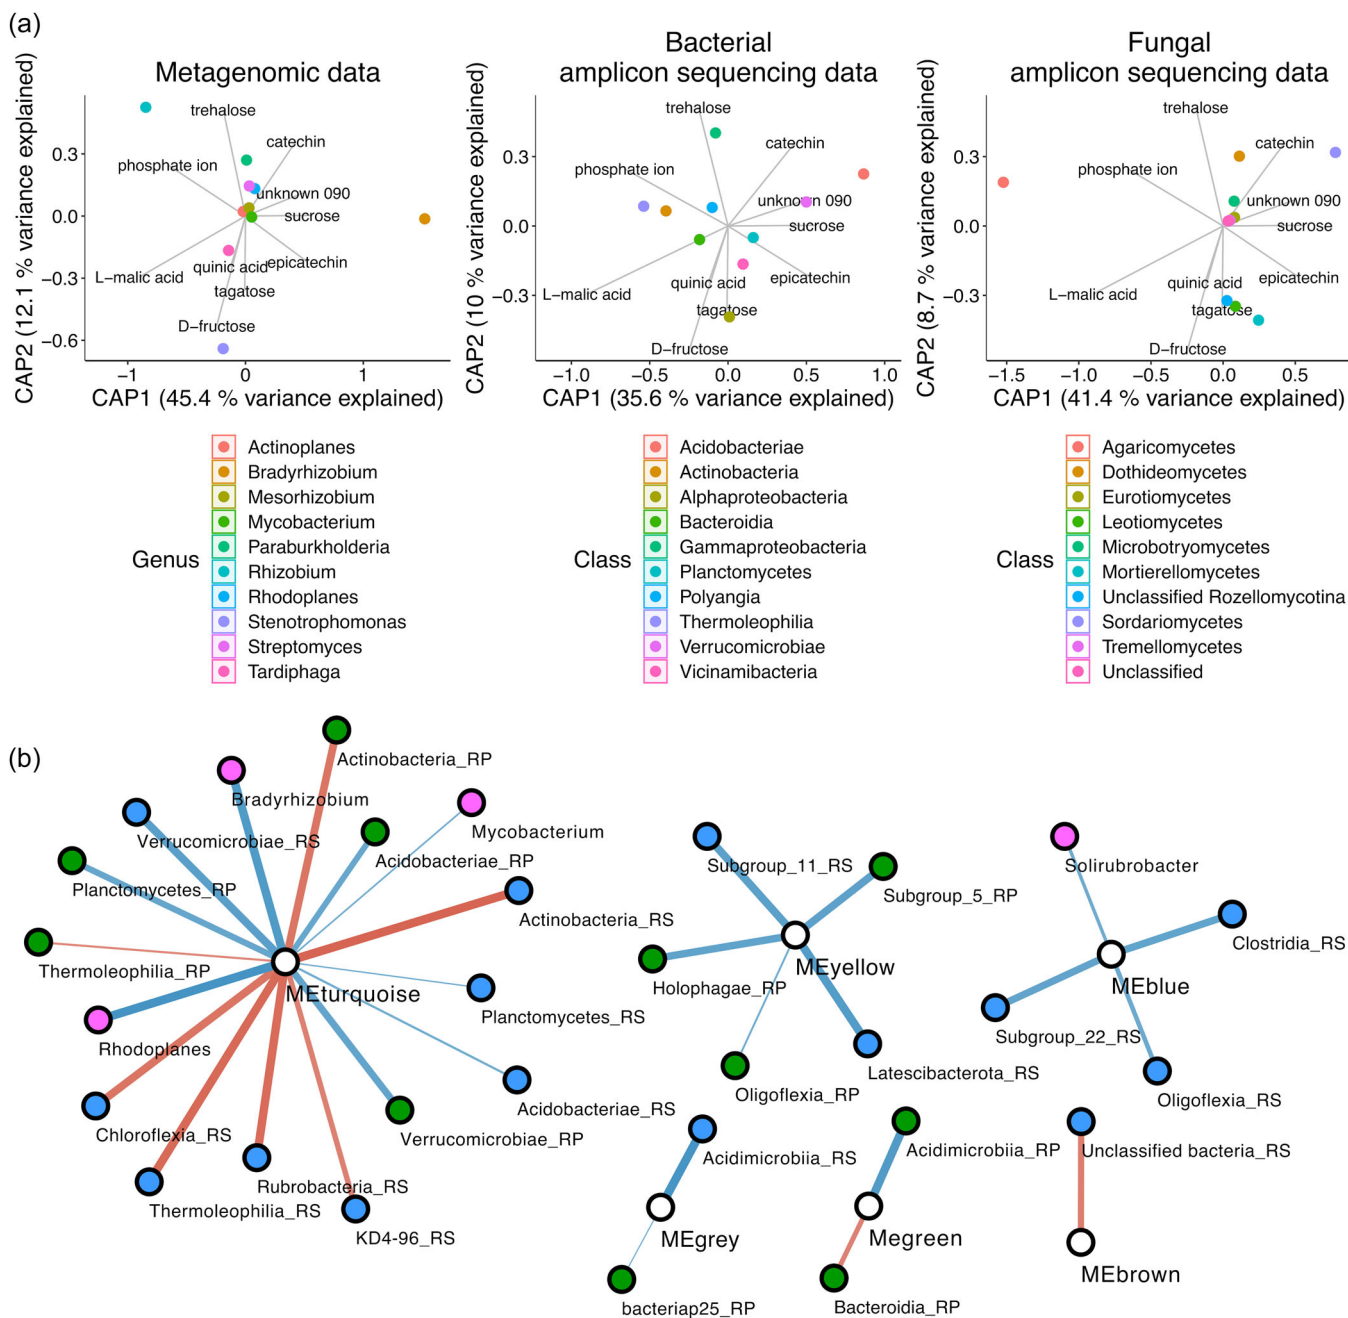 (a)
Metagenomic data
Bacterial
amplicon sequencing data
Fungal
amplicon sequencing data
CAP2 (12.1 % variance explained)
0.3
0.0
−0.3
−0.6
trehalose
catechin
phosphate ion
unknown 090
sucrose
L−malic acid
quinic acid
epicatechin
tagatose
D−fructose
−1
0
1
CAP1 (45.4 % variance explained)
CAP2 (10 % variance explained)
0.3
0.0
−0.3
trehalose
catechin
phosphate ion
unknown 090
sucrose
L−malic acid
quinic acid
epicatechin
tagatose
D−fructose
−1.0
−0.5
0.0
0.5
1.0
CAP1 (35.6 % variance explained)
CAP2 (8.7 % variance explained)
0.3
0.0
−0.3
trehalose
catechin
phosphate ion
unknown 090
sucrose
L−malic acid
quinic acid
epicatechin
tagatose
D−fructose
−1.5
−1.0
−0.5
0.0
0.5
CAP1 (41.4 % variance explained)
Genus
Actinoplanes
Bradyrhizobium
Mesorhizobium
Mycobacterium
Paraburkholderia
Rhizobium
Rhodoplanes
Stenotrophomonas
Streptomyces
Tardiphaga
Class
Acidobacteriae
Actinobacteria
Alphaproteobacteria
Bacteroidia
Gammaproteobacteria
Planctomycetes
Polyangia
Thermoleophilia
Verrucomicrobiae
Vicinamibacteria
Class
Agaricomycetes
Dothideomycetes
Eurotiomycetes
Leotiomycetes
Microbotryomycetes
Mortierellomycetes
Unclassified Rozellomycotina
Sordariomycetes
Tremellomycetes
Unclassified
(b)
Actinobacteria_RP
Bradyrhizobium
Mycobacterium
Verrucomicrobiae_RS
Acidobacteriae_RP
Planctomycetes_RP
Actinobacteria_RS
Thermoleophilia_RP
MEturquoise
Planctomycetes_RS
Rhodoplanes
Acidobacteriae_RS
Chloroflexia_RS
Verrucomicrobiae_RP
Rubrobacteria_RS
Thermoleophilia_RS
KD4-96_RS
Subgroup_11_RS
Subgroup_5_RP
MEyellow
Holophagae_RP
Latescibacterota_RS
Oligoflexia_RP
Solirubrobacter
Clostridia_RS
MEblue
Subgroup_22_RS
Oligoflexia_RS
Acidimicrobiia_RS
MEgrey
bacteriap25_RP
Acidimicrobiia_RP
Megreen
Bacteroidia_RP
Unclassified bacteria_RS
MEbrown